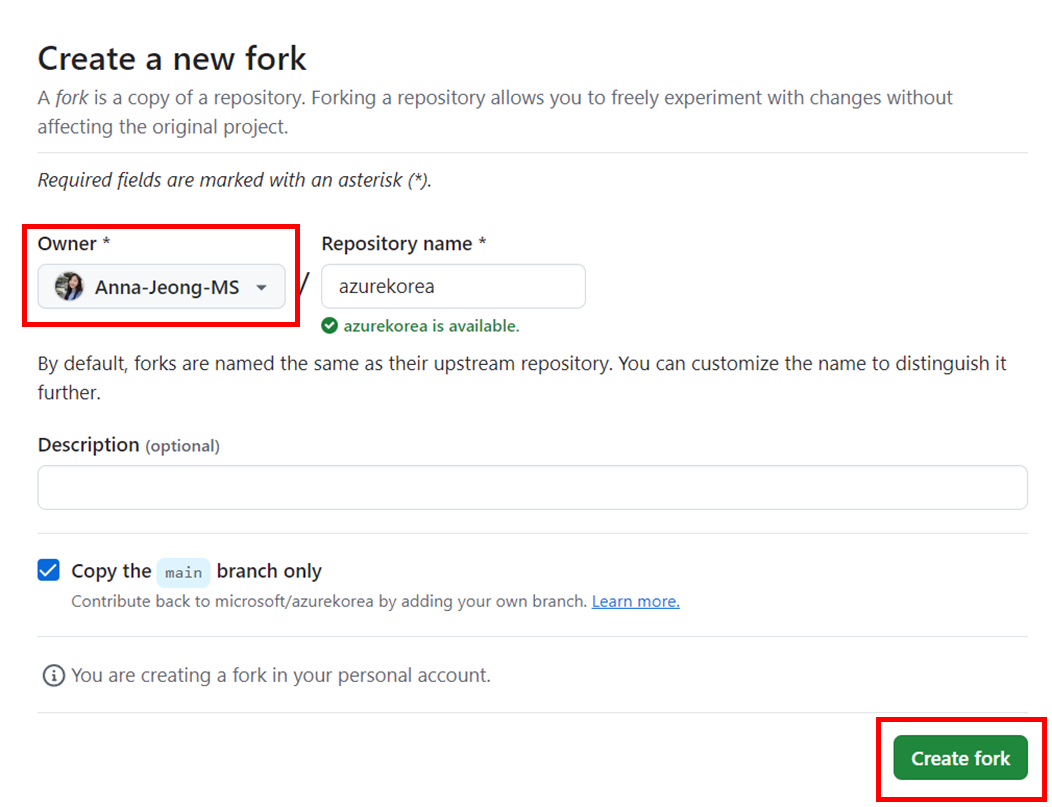 Create a new fork
A fork is a copy of a repository. Forking a repository allows you to freely experiment with changes without
affecting the original project.
Required fields are marked with an asterisk (*).
Owner *
Repository name *
Anna-Jeong-MS
/
azurekorea
azurekorea is available.
By default, forks are named the same as their upstream repository. You can customize the name to distinguish it
further.
Description (optional)
Copy the main branch only
Contribute back to microsoft/azurekorea by adding your own branch. Learn more.
You are creating a fork in your personal account.
Create fork